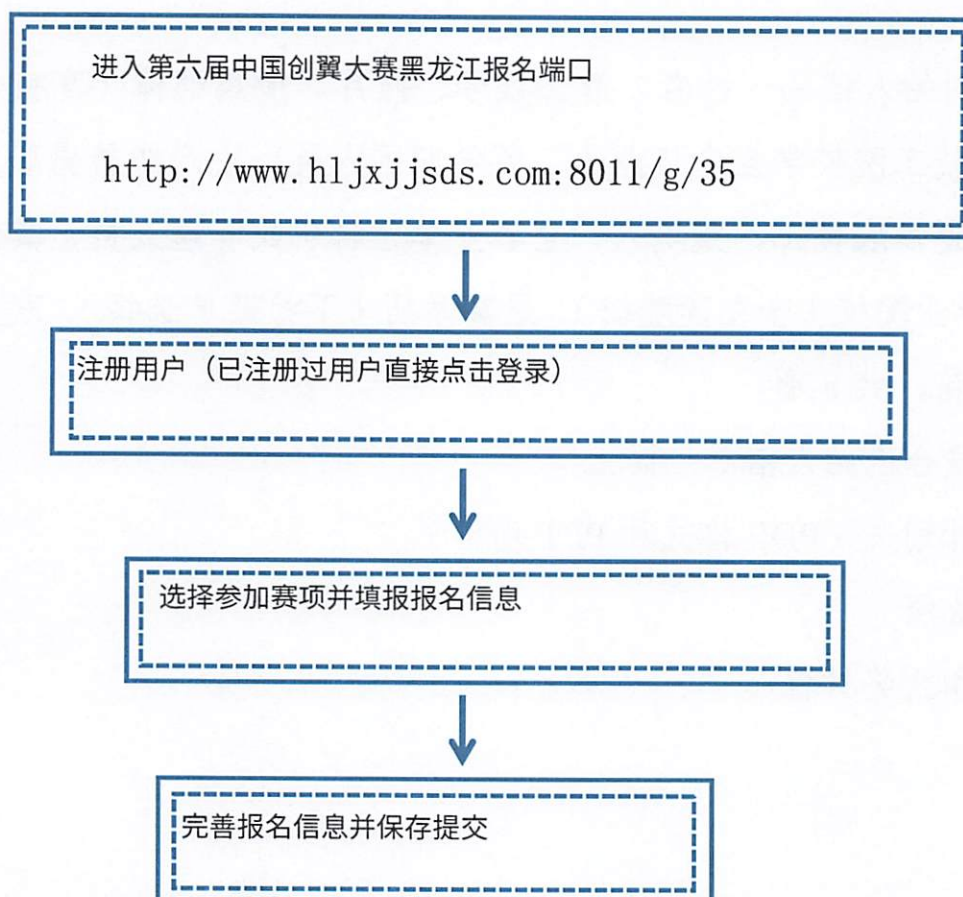 进入第六届中国创翼大赛黑龙江报名端口
http://www.hljxjjsds.com:8011/g/35
注册用户（已注册过用户直接点击登录）
选择参加赛项并填报报名信息
完善报名信息并保存提交